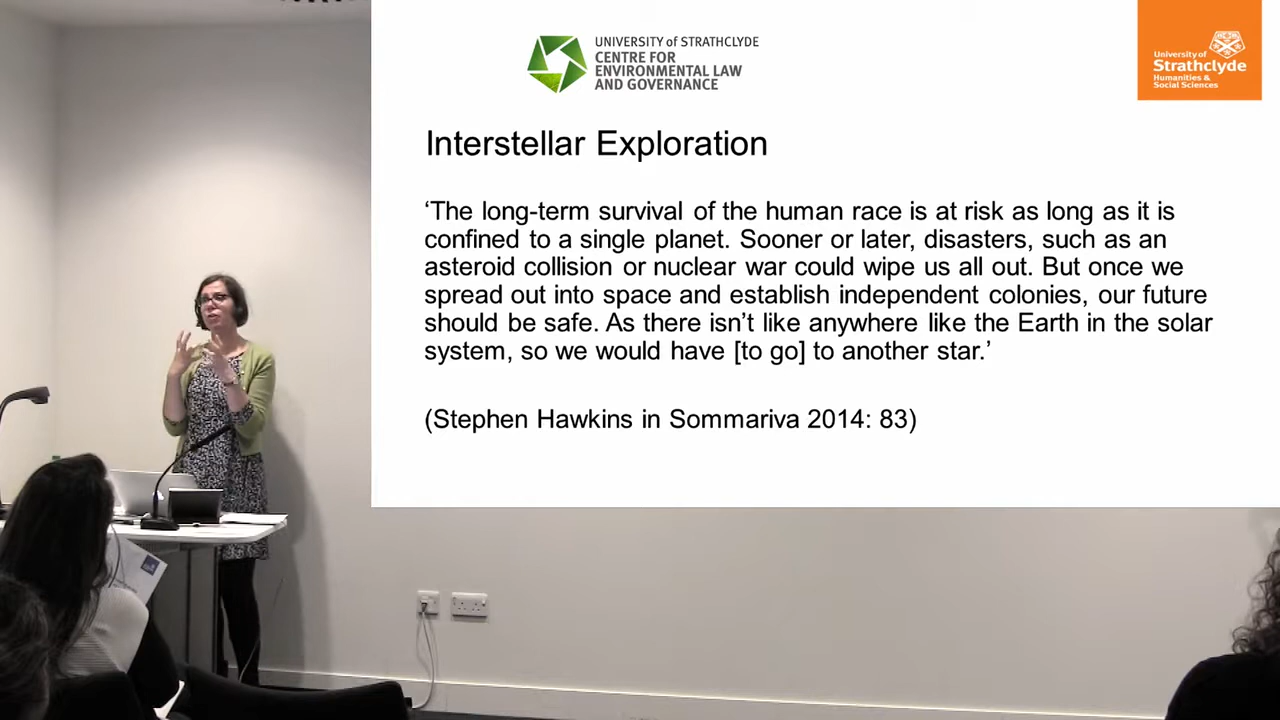 UNIVERSITY of STRATHCLYDE
CENTRE FOR
ENVIRONMENTAL LAW
AND GOVERNANCE
University of
Strathclyde
Humanities &
Social Sciences
Interstellar Exploration
‘The long-term survival of the human race is at risk as long as it is
confined to a single planet. Sooner or later, disasters, such as an
asteroid collision or nuclear war could wipe us all out. But once we
spread out into space and establish independent colonies, our future
should be safe. As there isn’t like anywhere like the Earth in the solar
system, so we would have [to go] to another star.’
(Stephen Hawkins in Sommariva 2014: 83)